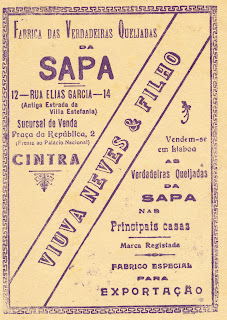 FABRICA DAS VERDADEIRAS QUEIJADAS
DA
SAPA
12—RUA ELIAS GARCIA—14
(Antiga Estrada da
Villa Estefania)
Sucursal de Venda
Praça da República, 2
(Frente ao Palácio Nacional)
CINTRA
VIUVA NEVES & FILHO
Vendem-se
em Lisboa
AS
Verdadeiras Queijadas
DA
SAPA
NAS
Principais casas
Marca Registada
FABRICO ESPECIAL
PARA
EXPORTAÇÃO